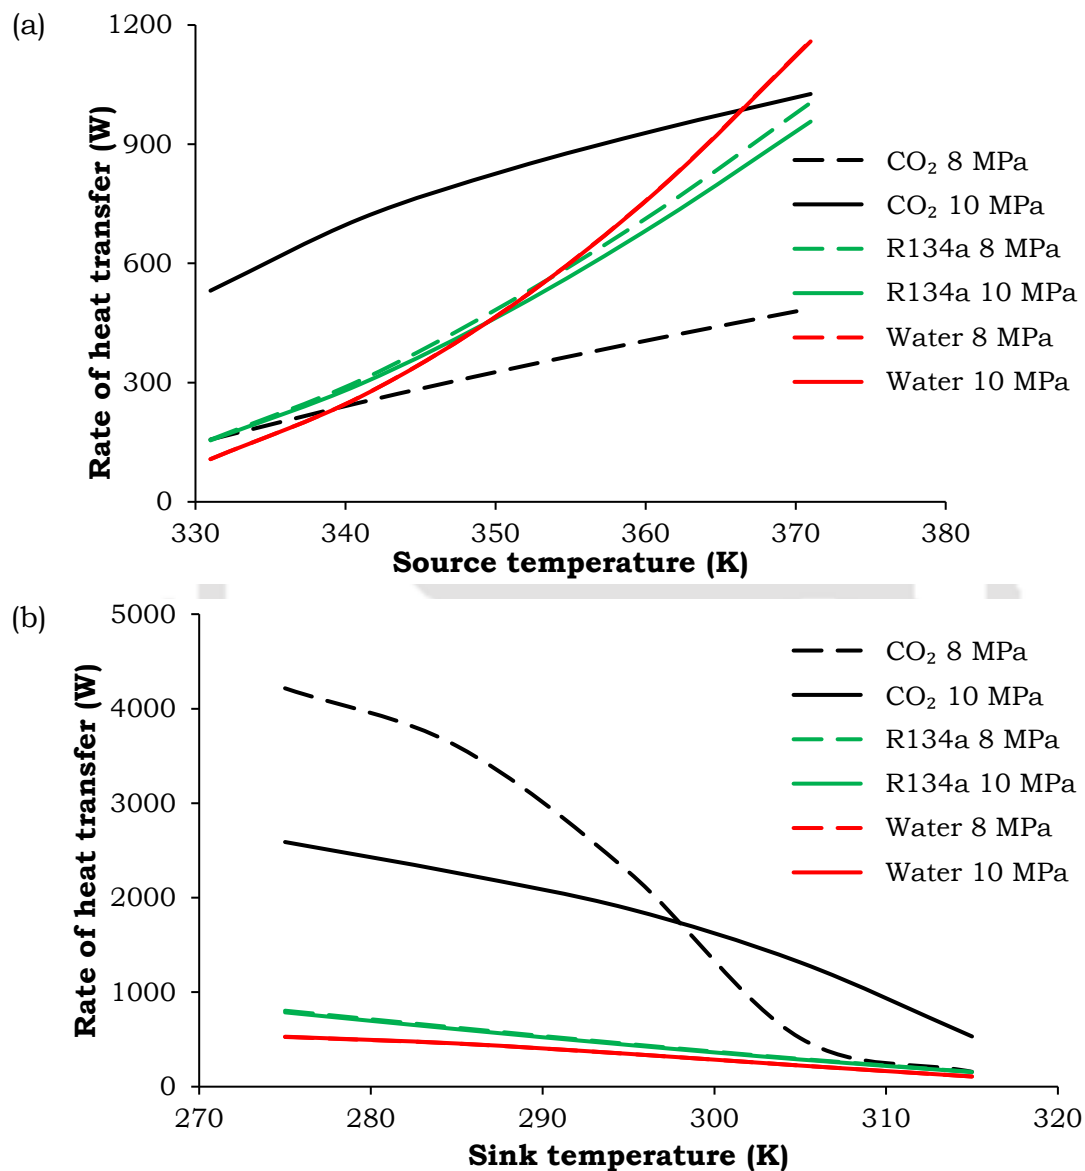 (a)
Rate of heat transfer (W)
1200
900
600
300
0
330
340
350
360
370
380
Source temperature (K)
CO₂ 8 MPa
CO₂ 10 MPa
R134a 8 MPa
R134a 10 MPa
Water 8 MPa
Water 10 MPa
(b)
Rate of heat transfer (W)
5000
4000
3000
2000
1000
0
270
280
290
300
310
320
Sink temperature (K)
CO₂ 8 MPa
CO₂ 10 MPa
R134a 8 MPa
R134a 10 MPa
Water 8 MPa
Water 10 MPa